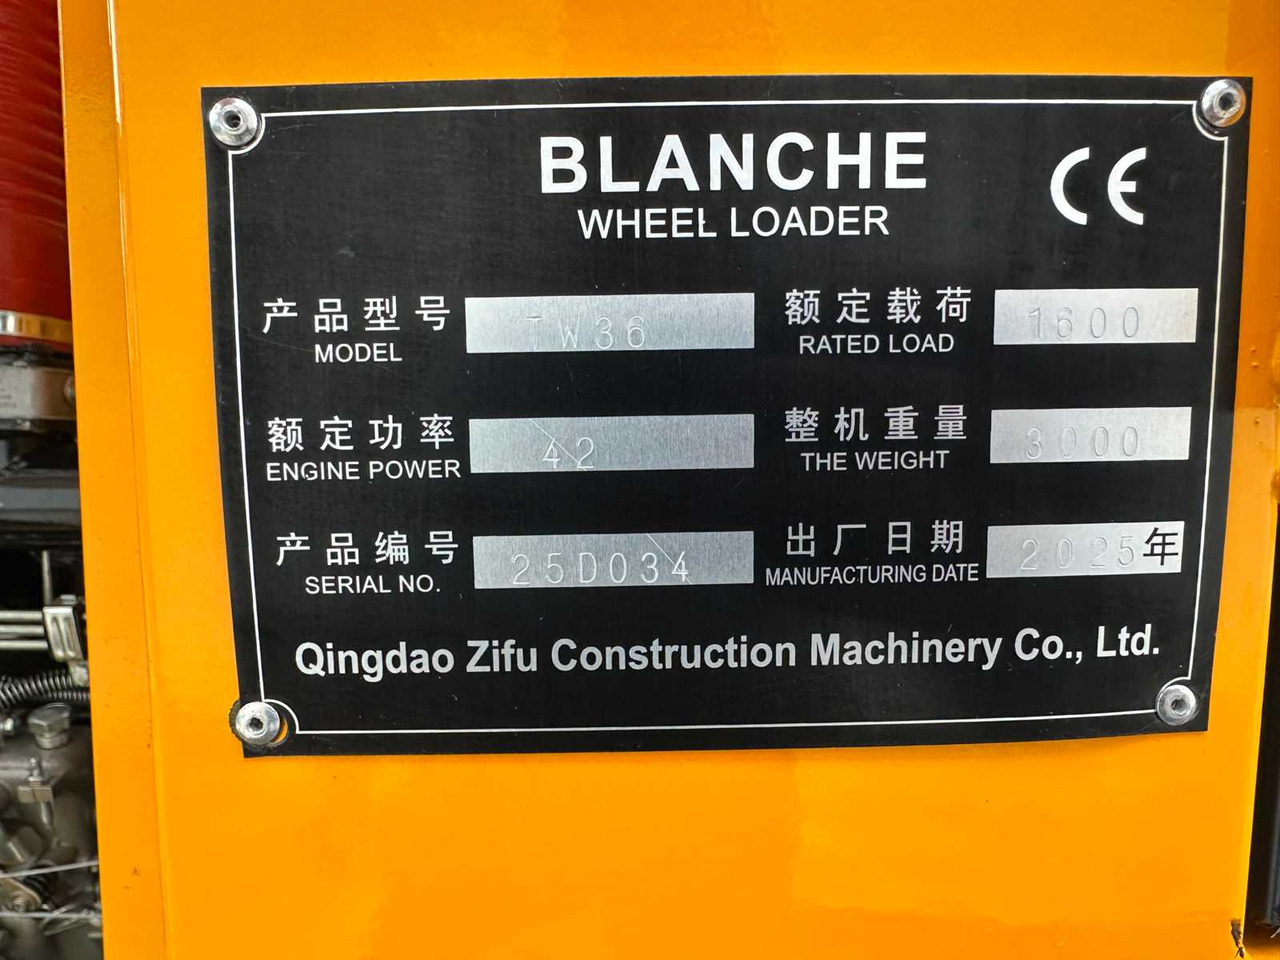 BLANCHE
CE
WHEEL LOADER
产品型号 TW36 额定载荷 1600
MODEL RATED LOAD
额定功率 42 整机重量 3000
ENGINE POWER THE WEIGHT
产品编号 25D034 出厂日期 2025年
SERIAL NO. MANUFACTURING DATE
Qingdao Zifu Construction Machinery Co., Ltd.